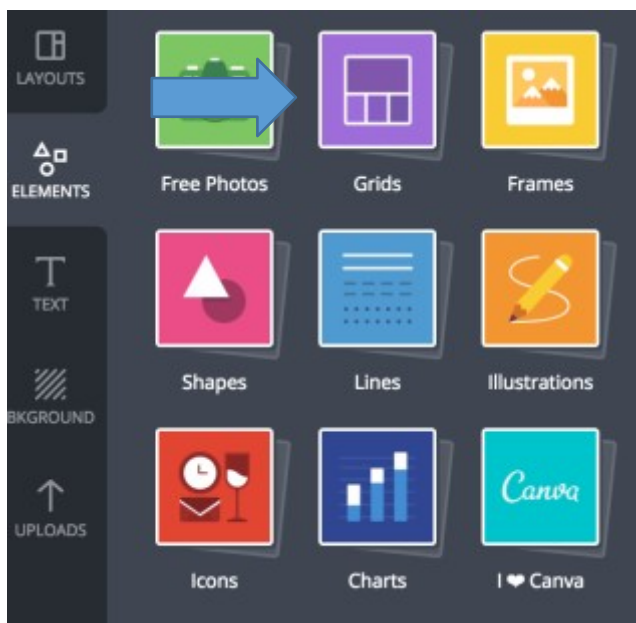 LAYOUTS
ELEMENTS
TEXT
BKGROUND
UPLOADS
Free Photos
Grids
Frames
Shapes
Lines
Illustrations
Canva
Icons
Charts
I ❤ Canva